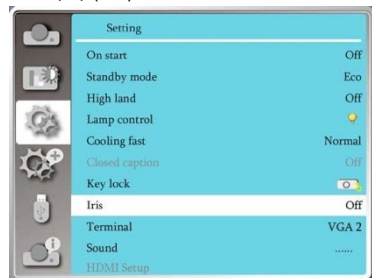 Setting
On start Off
Standby mode Eco
High land Off
Lamp control
Cooling fast Normal
Closed caption Off
Key lock
Iris Off
Terminal VGA 2
Sound ......
HDMI Setup